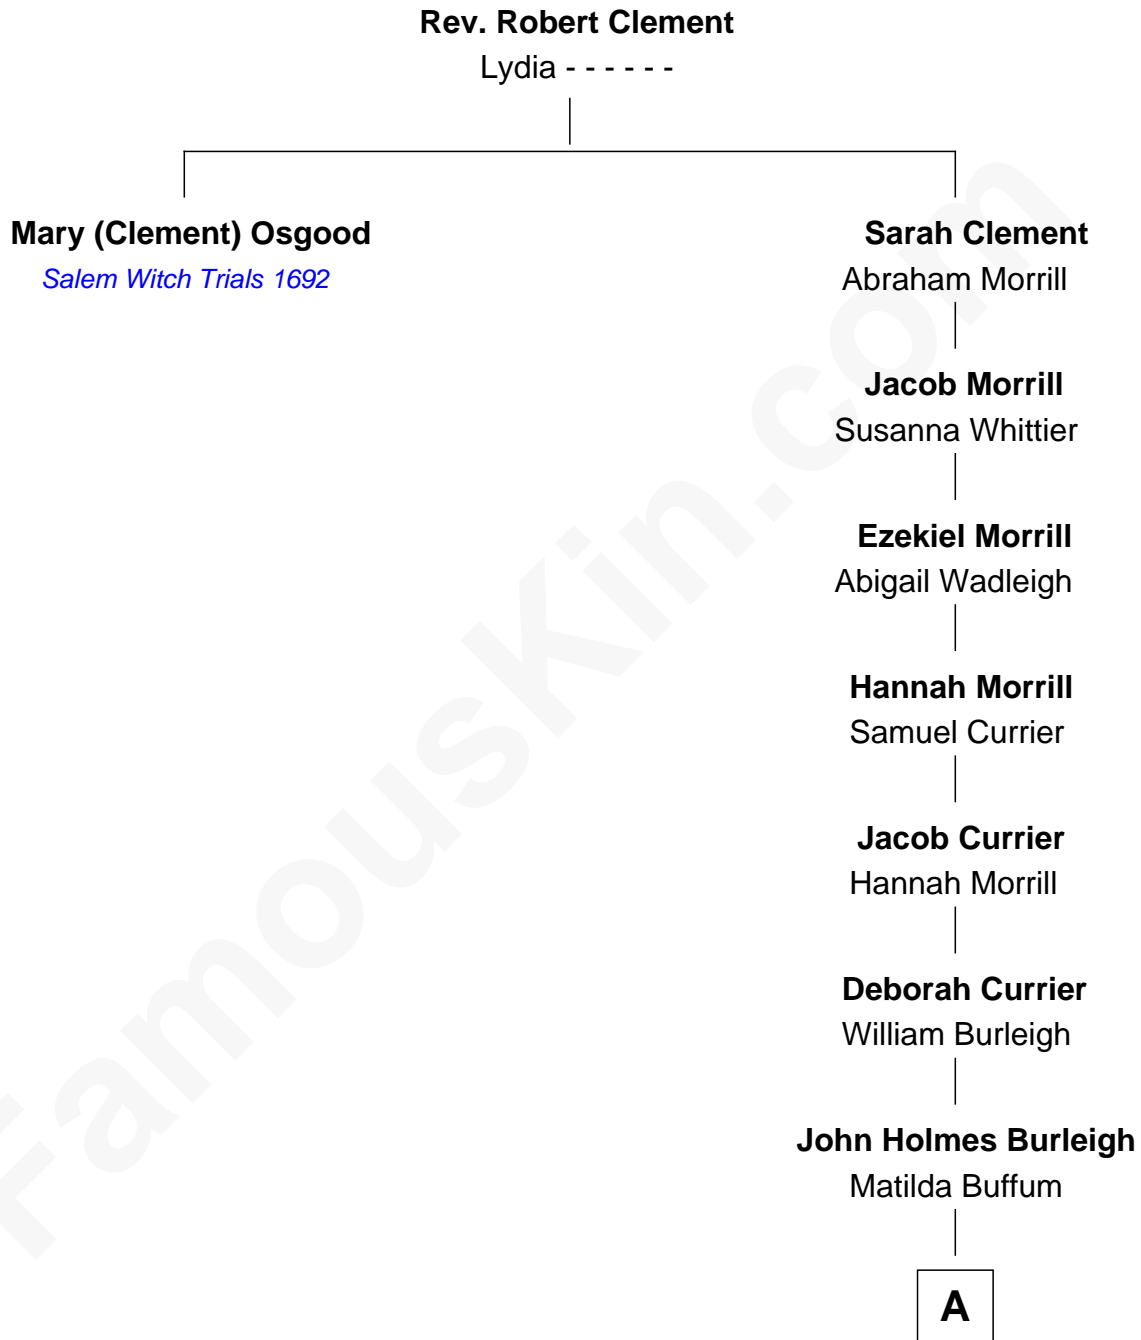 Rev. Robert Clement
Lydia - - - - - -
Mary (Clement) Osgood
Salem Witch Trials 1692
Sarah Clement
Abraham Morrill
Jacob Morrill
Susanna Whittier
Ezekiel Morrill
Abigail Wadleigh
Hannah Morrill
Samuel Currier
Jacob Currier
Hannah Morrill
Deborah Currier
William Burleigh
John Holmes Burleigh
Matilda Buffum
A
FamousKin.com